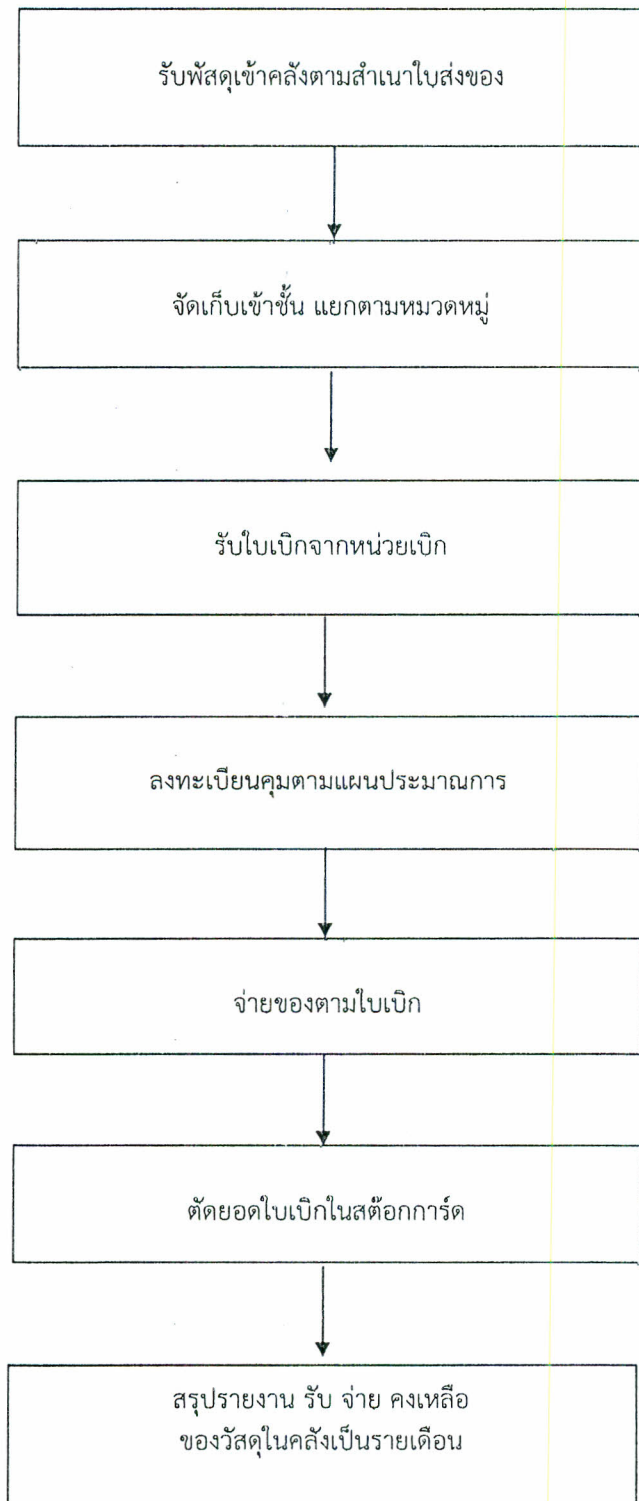 รับพัสดุเข้าคลังตามสำเนาใบส่งของ
จัดเก็บเข้าชั้น แยกตามหมวดหมู่
รับใบเบิกจากหน่วยเบิก
ลงทะเบียนคุมตามแผนประมาณการ
จ่ายของตามใบเบิก
ตัดยอดใบเบิกในสต๊อกการ์ด
สรุปรายงาน รับ จ่าย คงเหลือ
ของวัสดุในคลังเป็นรายเดือน